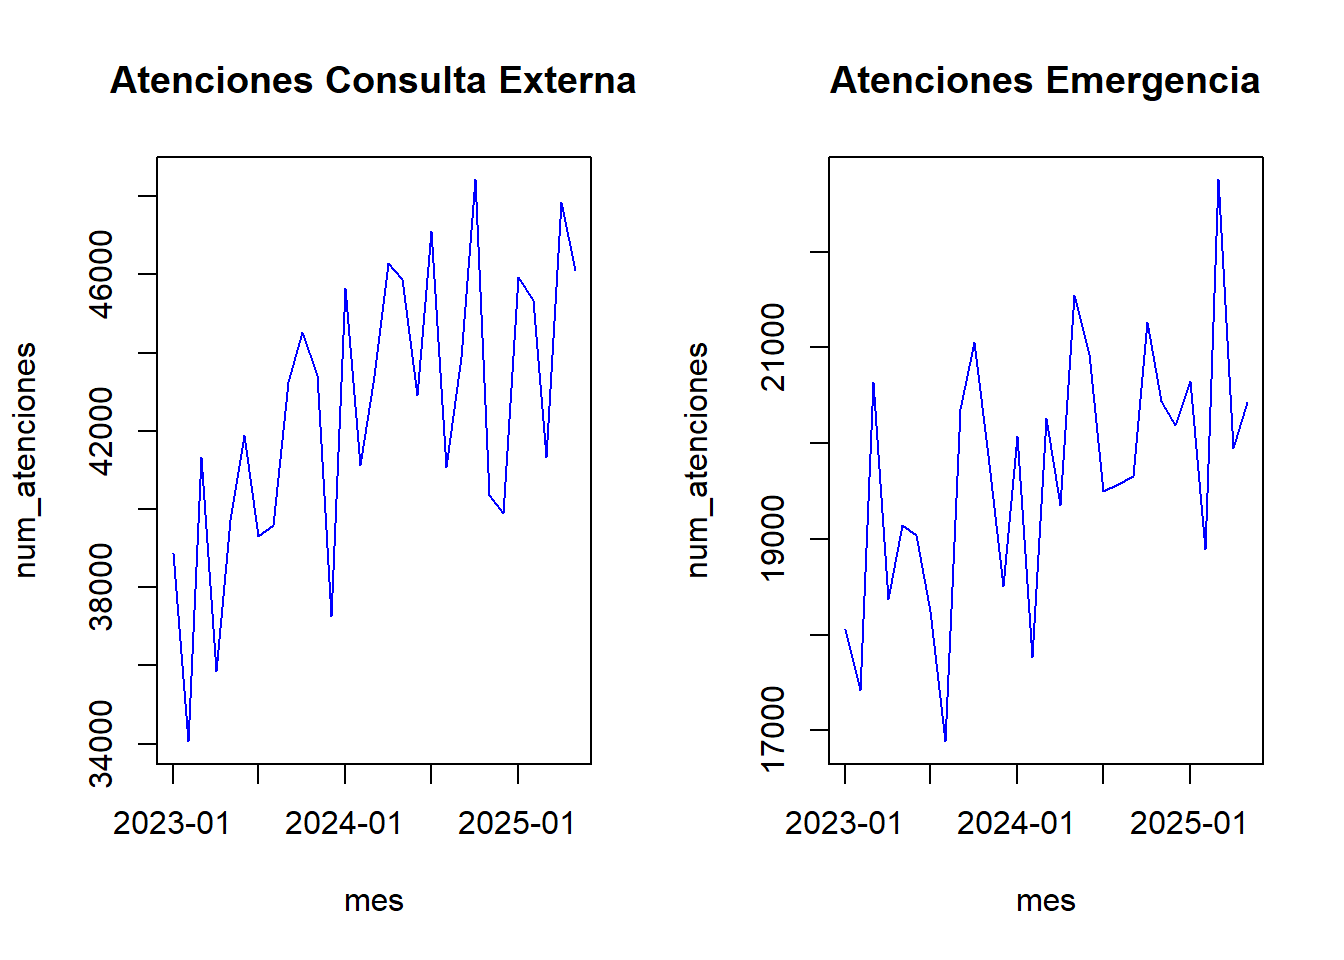 Atenciones Consulta Externa
num_atenciones
46000
42000
38000
34000
2023-01 2024-01 2025-01
mes
Atenciones Emergencia
num_atenciones
21000
19000
17000
2023-01 2024-01 2025-01
mes